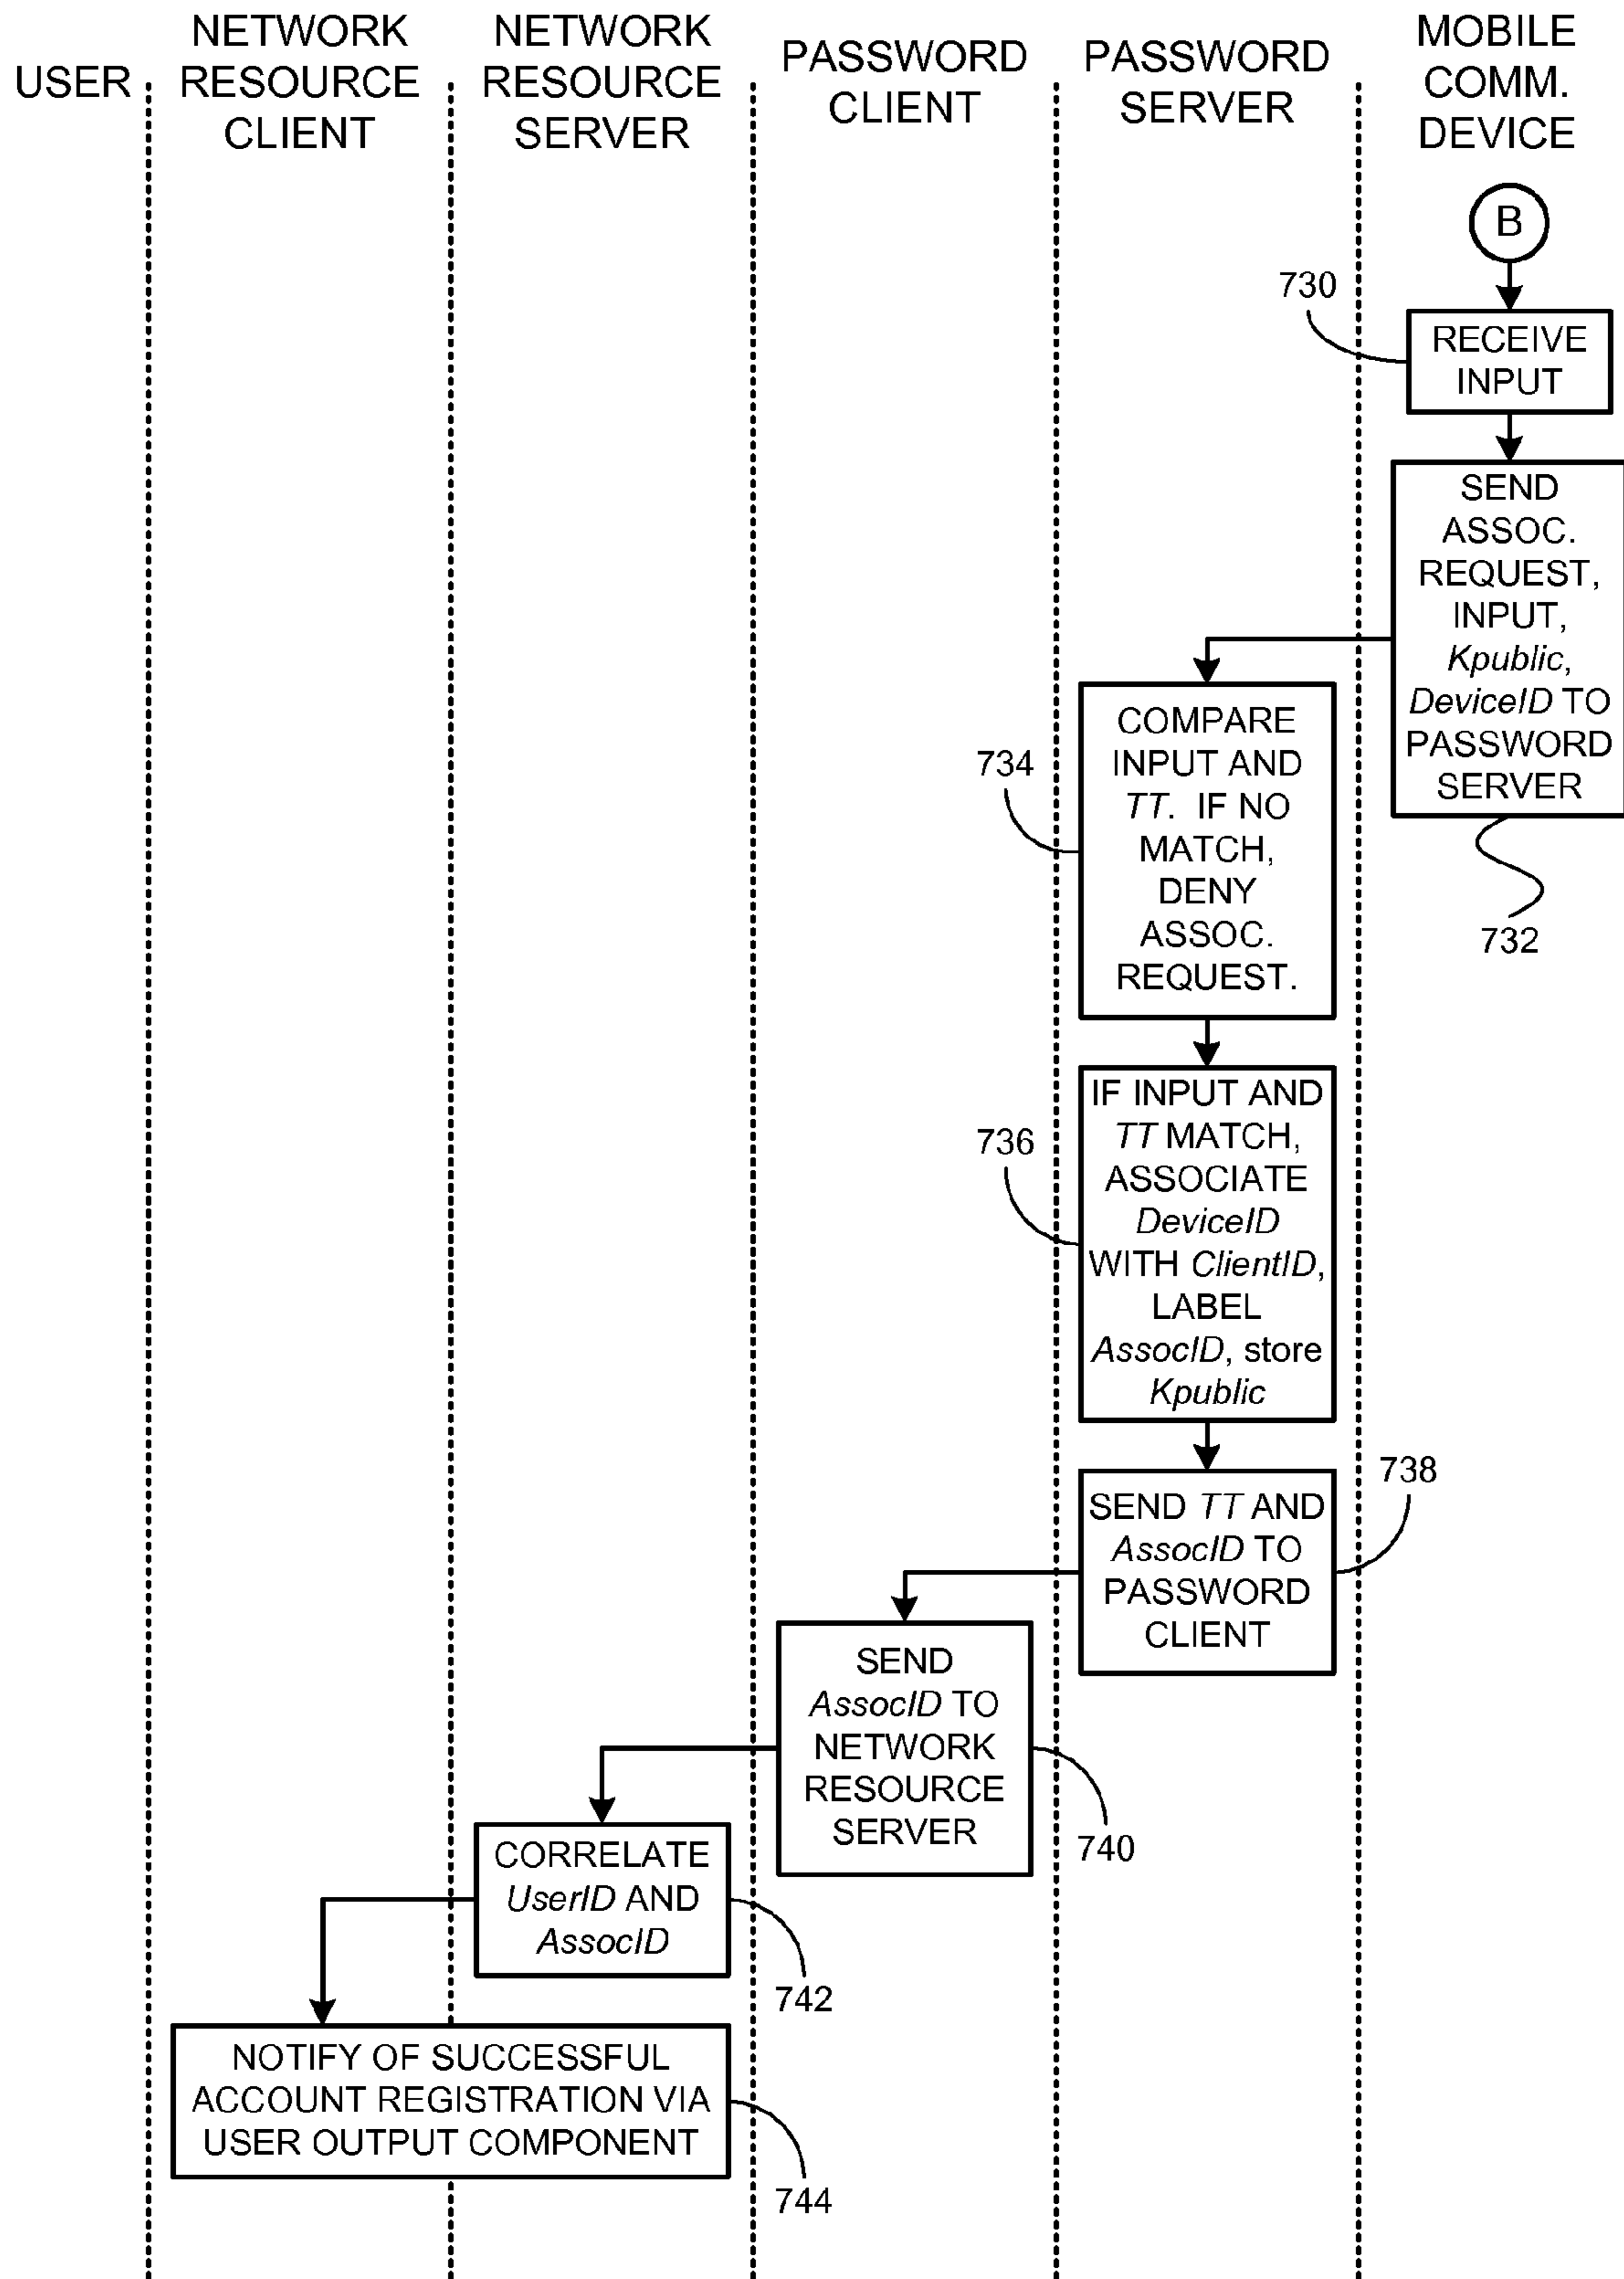 USER
NETWORK
RESOURCE
CLIENT
NETWORK
RESOURCE
SERVER
PASSWORD
CLIENT
PASSWORD
SERVER
MOBILE
COMM.
DEVICE
B
730
RECEIVE
INPUT
SEND
ASSOC.
REQUEST,
INPUT,
Kpublic,
DeviceID TO
PASSWORD
SERVER
732
734
COMPARE
INPUT AND
TT. IF NO
MATCH,
DENY
ASSOC.
REQUEST.
736
IF INPUT AND
TT MATCH,
ASSOCIATE
DeviceID
WITH ClientID,
LABEL
AssocID, store
Kpublic
738
SEND TT AND
AssocID TO
PASSWORD
CLIENT
SEND
AssocID TO
NETWORK
RESOURCE
SERVER
740
CORRELATE
UserID AND
AssocID
742
NOTIFY OF SUCCESSFUL
ACCOUNT REGISTRATION VIA
USER OUTPUT COMPONENT
744